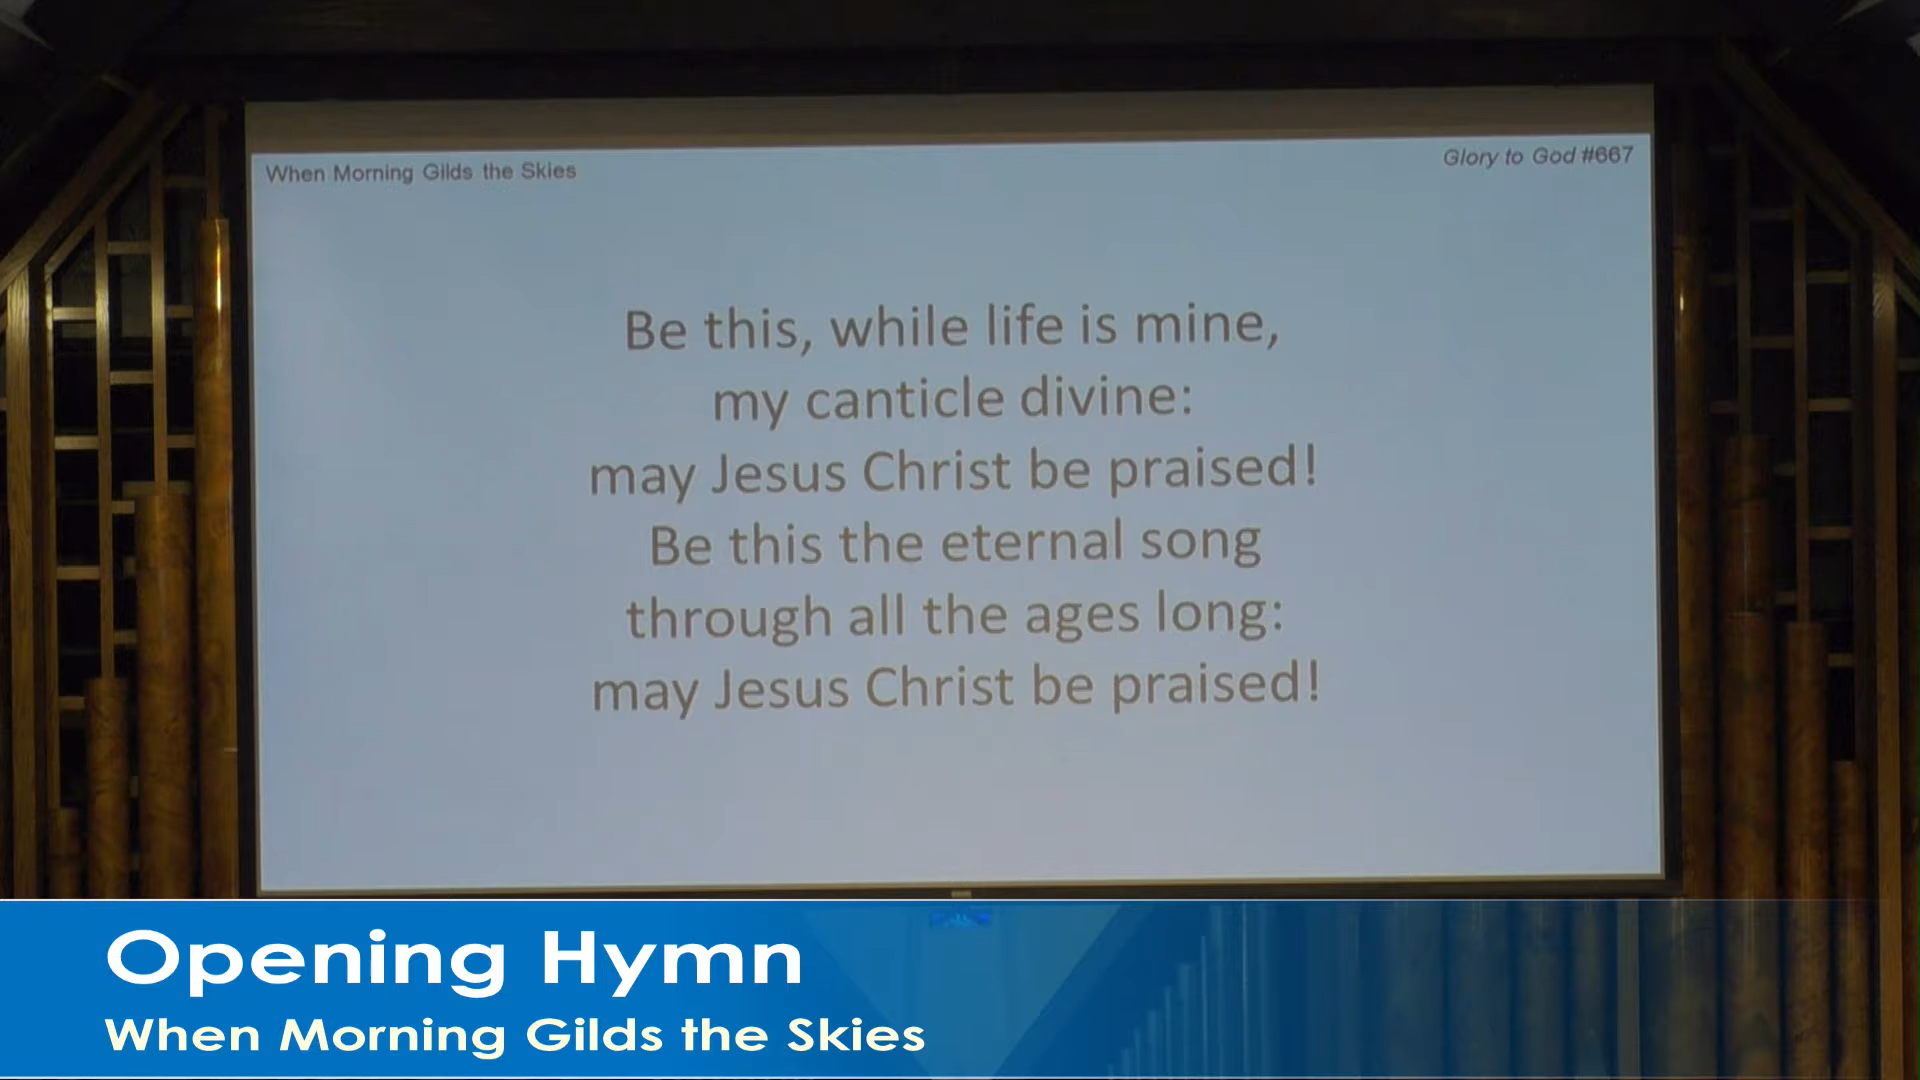 When Morning Gilds the Skies
Glory to God #667
Be this, while life is mine,
my canticle divine:
may Jesus Christ be praised!
Be this the eternal song
through all the ages long:
may Jesus Christ be praised!
Opening Hymn
When Morning Gilds the Skies